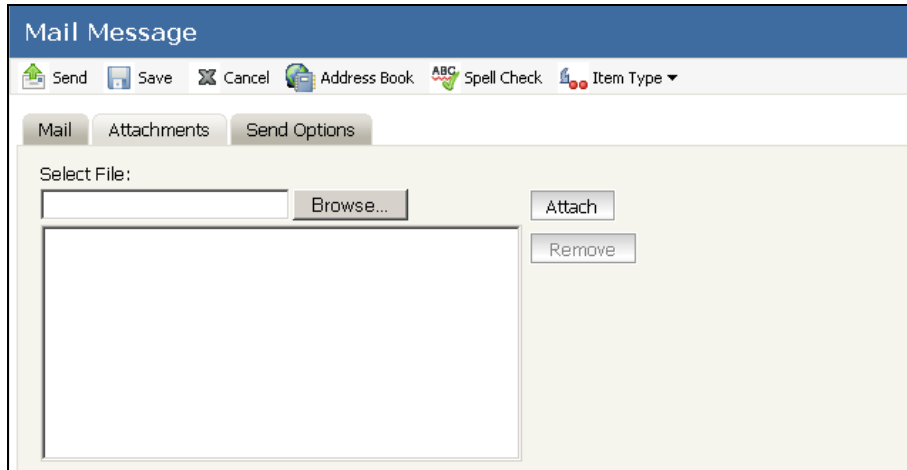 Mail Message
Send Save Cancel Address Book ABC Spell Check Item Type
Mail Attachments Send Options
Select File:
Browse... Attach
Remove